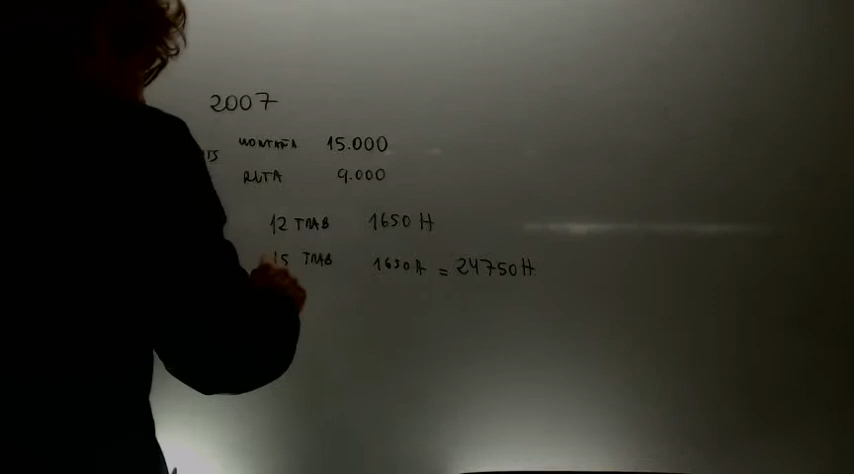 2007
MONTAÑA 15.000
RUTA 9.000
12 TRAB 1650 H
15 TRAB 1650 H = 24750 H